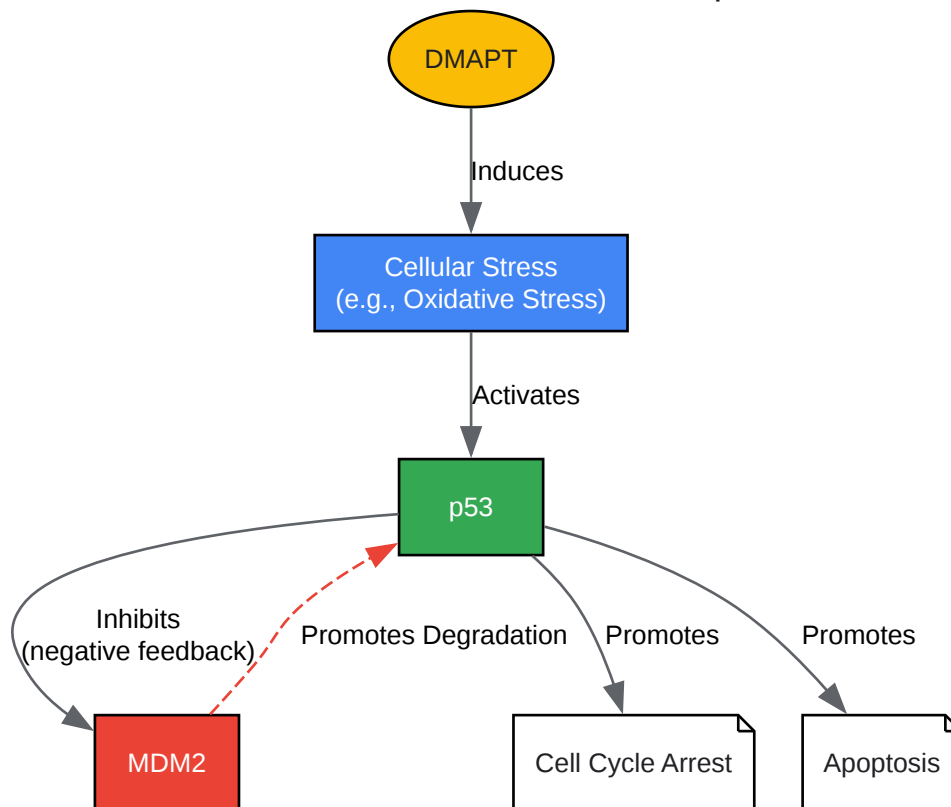 DMAPT
Induces
Cellular Stress
(e.g., Oxidative Stress)
Activates
p53
Inhibits
(negative feedback)
Promotes Degradation
Promotes
Promotes
MDM2
Cell Cycle Arrest
Apoptosis